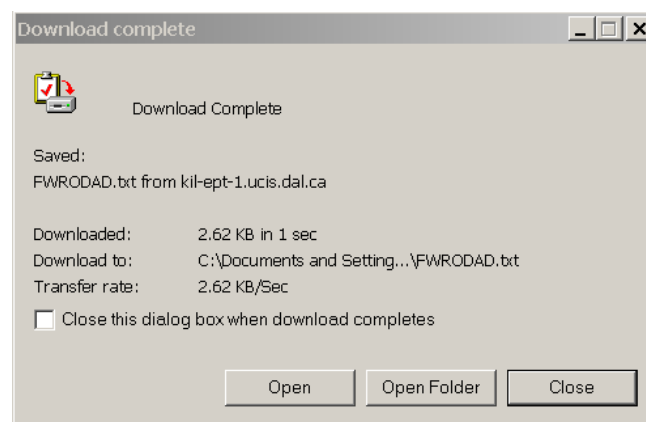 Download complete
Download Complete
Saved:
FWRODAD.txt from kil-ept-1.ucis.dal.ca
Downloaded: 2.62 KB in 1 sec
Download to: C:\Documents and Setting...\FWRODAD.txt
Transfer rate: 2.62 KB/Sec
Close this dialog box when download completes
Open Open Folder Close